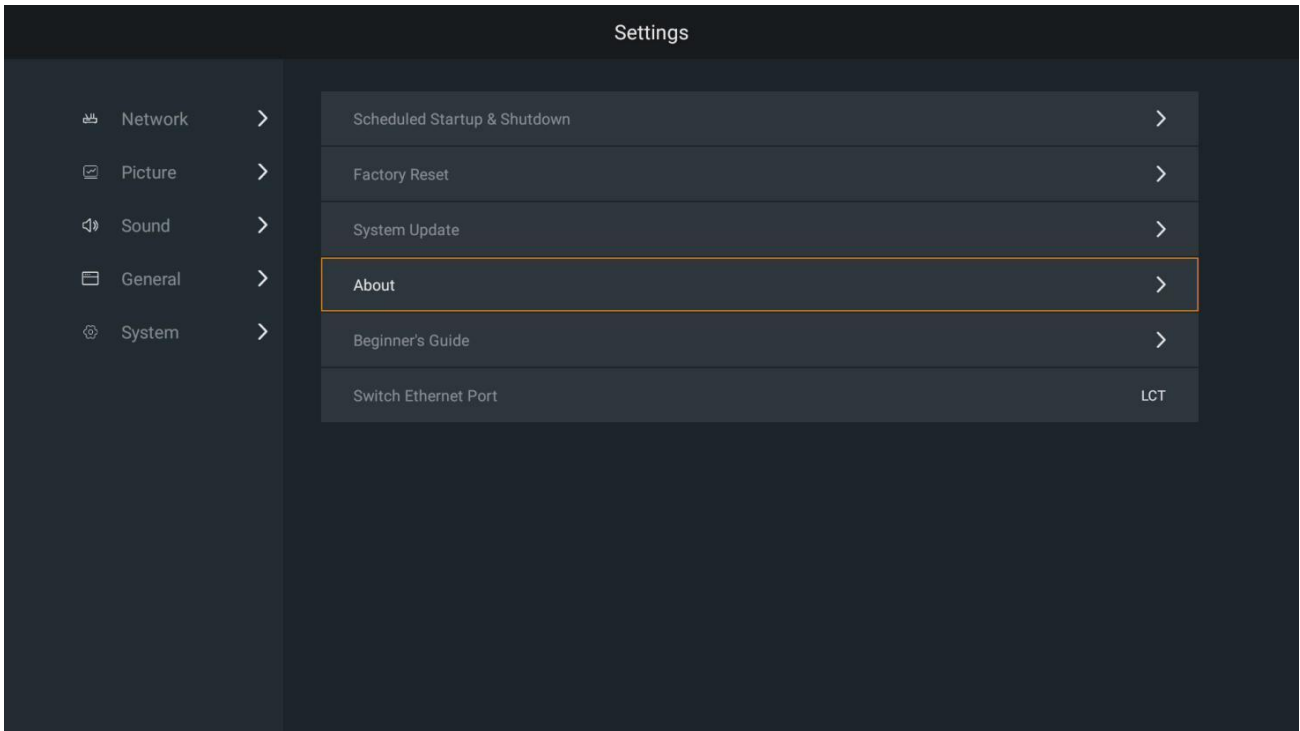 Settings
Network
Picture
Sound
General
System
Scheduled Startup & Shutdown
Factory Reset
System Update
About
Beginner's Guide
Switch Ethernet Port LCT